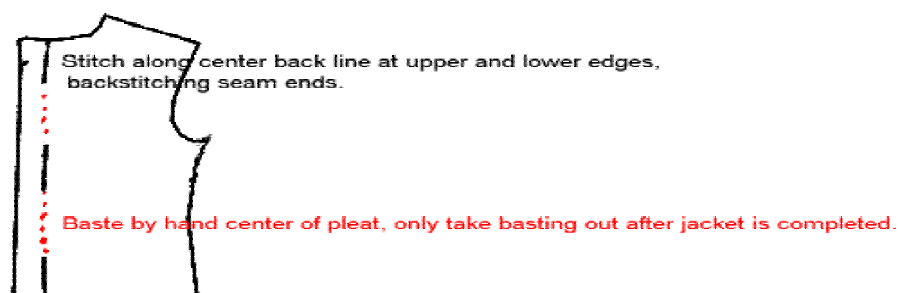 Stitch along center back line at upper and lower edges,
backstitching seam ends.
Baste by hand center of pleat, only take basting out after jacket is completed.